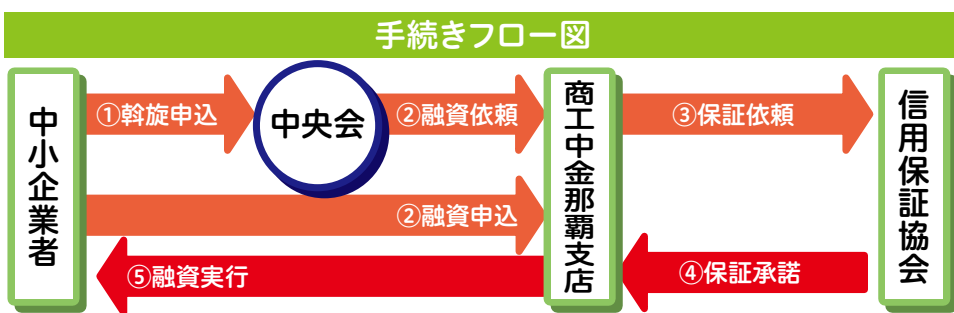 手続きフロー図
中小企業者
①斡旋申込
中央会
②融資依頼
商工中金那覇支店
③保証依頼
信用保証協会
②融資申込
⑤融資実行
④保証承諾